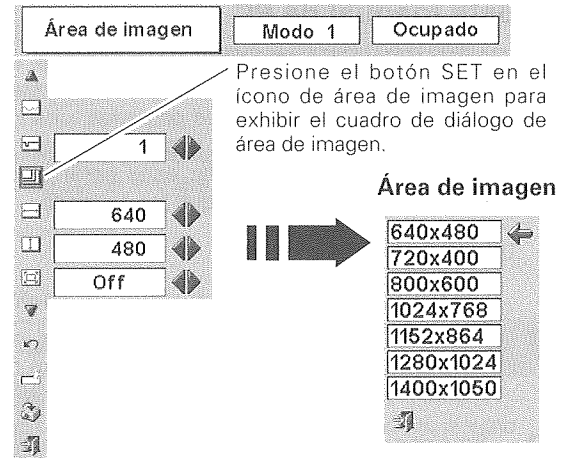 Área de imagen
Modo 1
Ocupado
Presione el botón SET en el
ícono de área de imagen para
exhibir el cuadro de diálogo de
área de imagen.
1
640
480
Off
Área de imagen
640x480
720x400
800x600
1024x768
1152x864
1280x1024
1400x1050